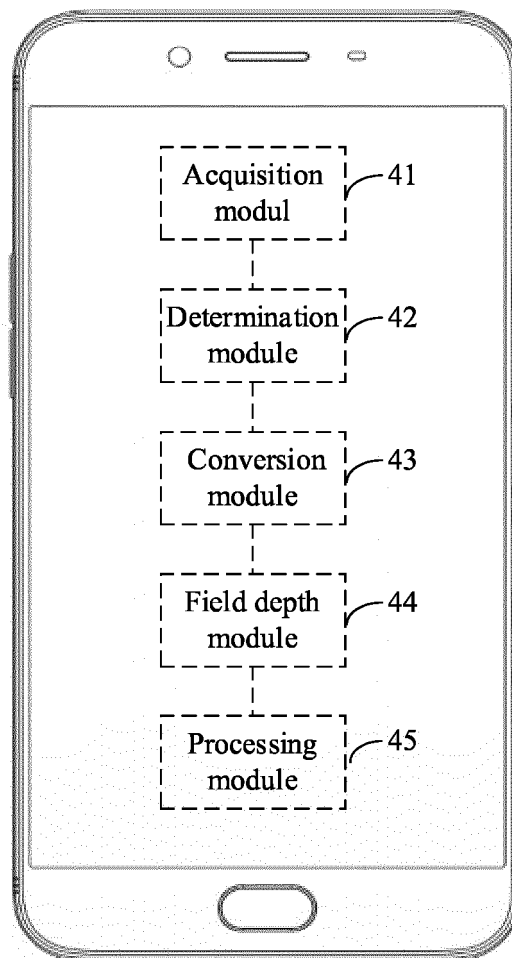 Acquisition
modul
41
Determination
module
42
Conversion
module
43
Field depth
module
44
Processing
module
45